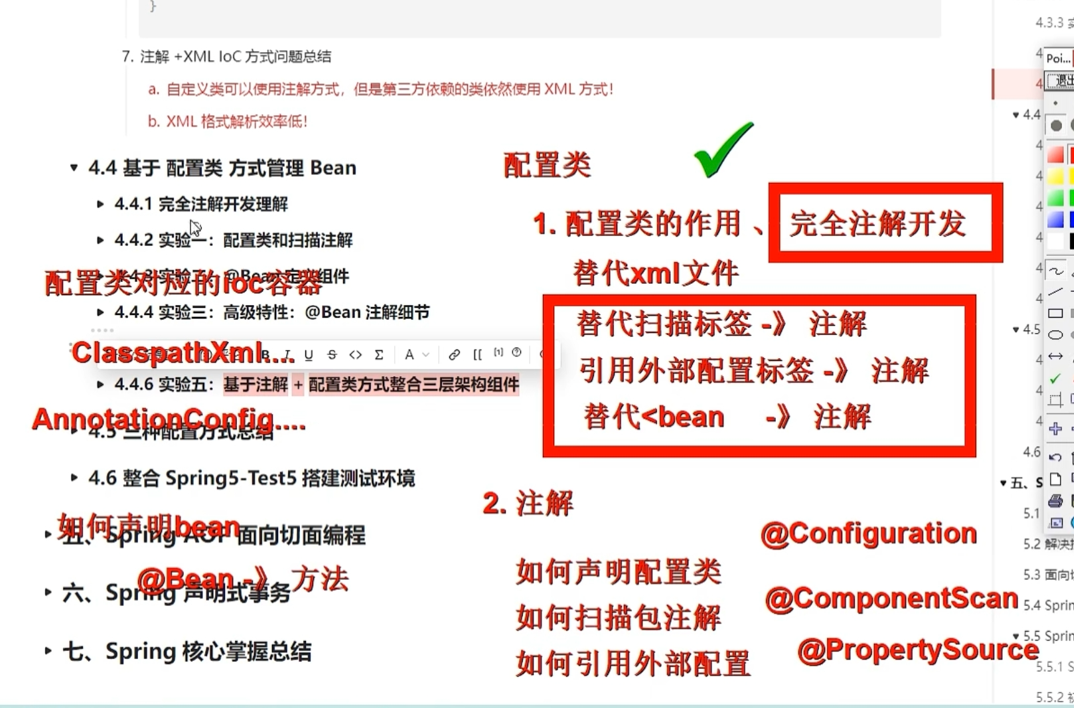 }
7. 注解 +XML IoC 方式问题总结
a. 自定义类可以使用注解方式，但是第三方依赖的类依然使用 XML 方式！
b. XML 格式解析效率低！
4.4 基于 配置类 方式管理 Bean
4.4.1 完全注解开发理解
4.4.2 实验一：配置类和扫描注解
定义组件
4.4.4 实验三：高级特性：@Bean 注解细节
4.4.6 实验五：基于注解 + 配置类方式整合三层架构组件
4.5 三种配置方式总结
4.6 整合 Spring5-Test5 搭建测试环境
五、Spring AOP 面向切面编程
六、Spring 声明式事务
七、Spring 核心掌握总结
配置类对应的ioc容器
ClasspathXml....
AnnotationConfig....
如何声明bean
@Bean -》 方法
配置类
1. 配置类的作用 、 完全注解开发
替代xml文件
替代扫描标签 -》 注解
引用外部配置标签 -》 注解
替代<bean -》 注解
2. 注解
如何声明配置类
@Configuration
如何扫描包注解
@ComponentScan
如何引用外部配置
@PropertySource
4.3.3
4.4
4.5
4.6
五、S
5.1
5.2 解决
5.3 面向
5.4 Sprin
5.5 Sprin
5.5.1
5.5.2
Poi...
退出
B I U S <> Σ A